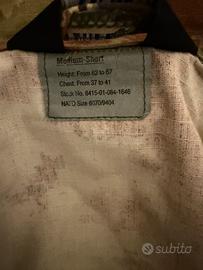 Medium-Short
Height: From 63 to 67
Chest: From 37 to 41
Stock No. 8415-01-084-1646
NATO Size 6070/9404
subito